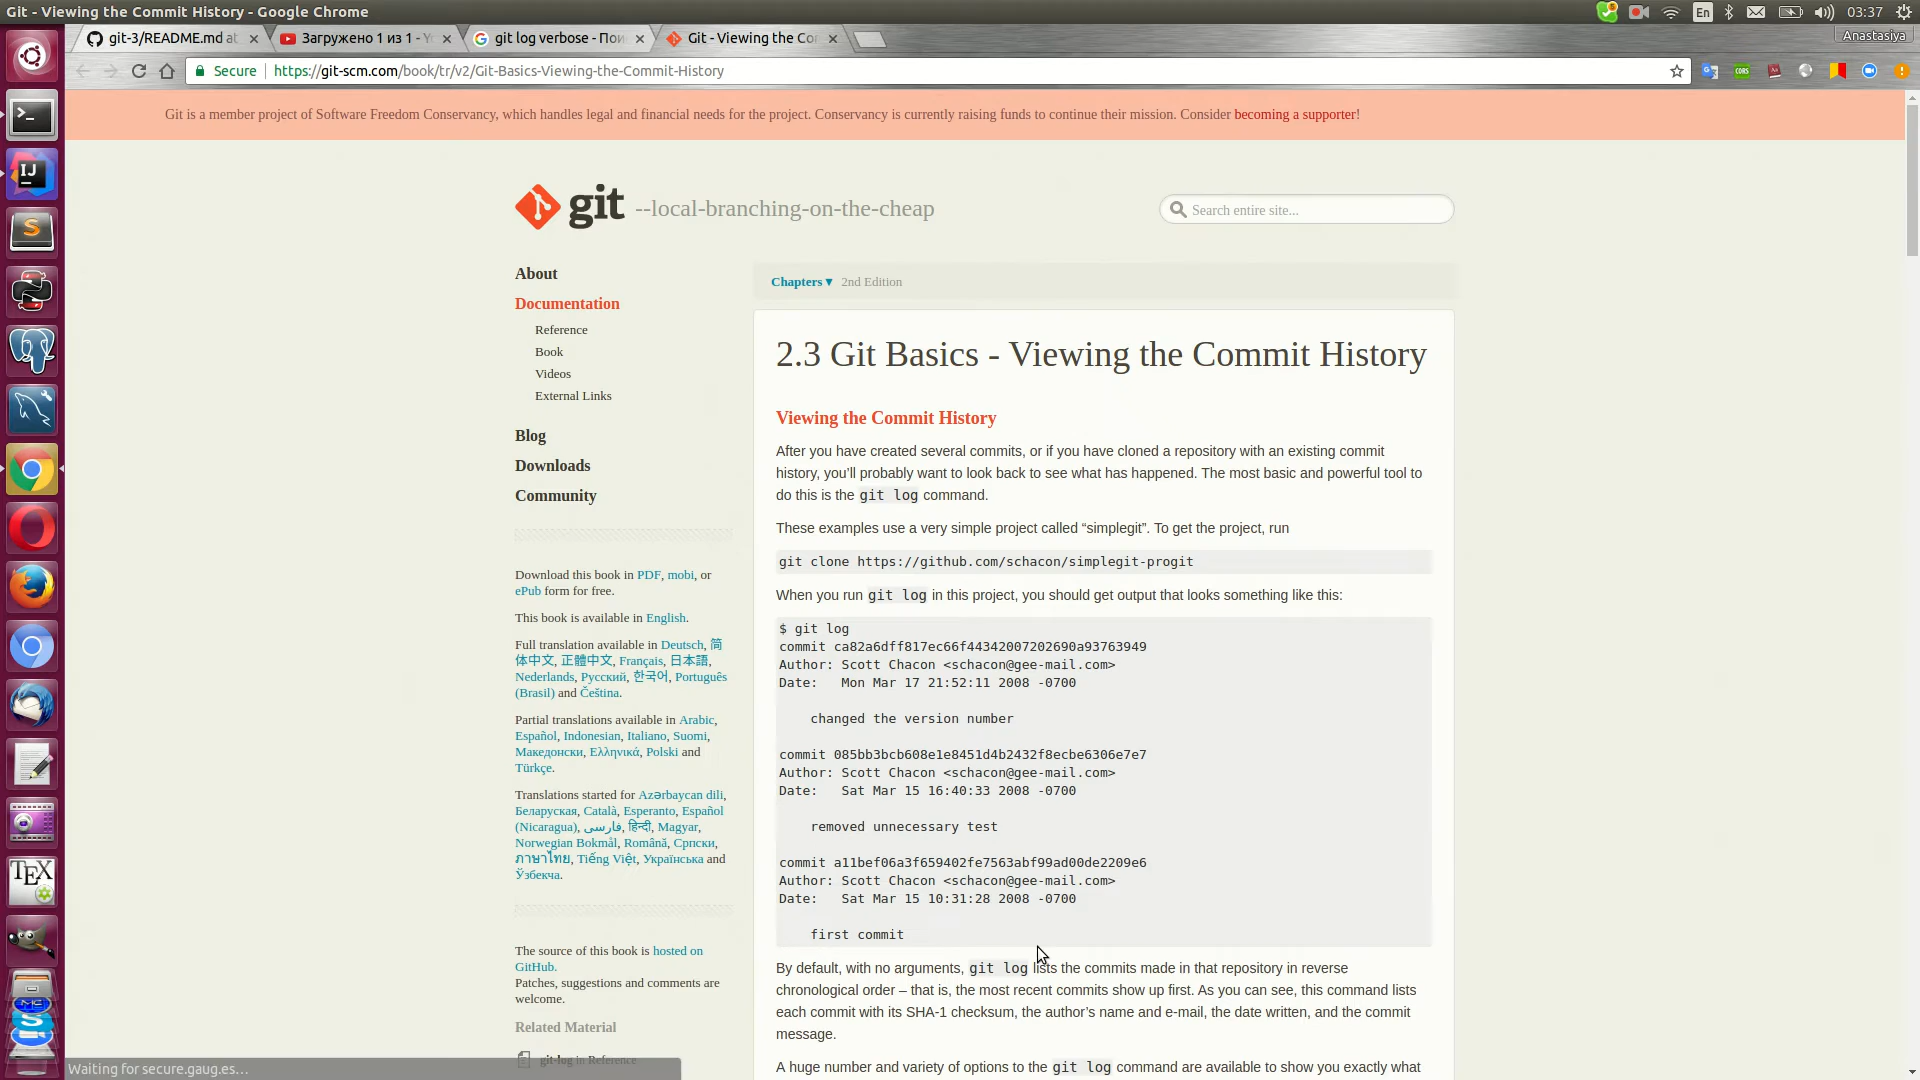 Git - Viewing the Commit History - Google Chrome
En
03:37
git-3/README.md at
Загружено 1 из 1 - Y
git log verbose - Пои
Git - Viewing the Co
Anastasiya
Secure
https://git-scm.com/book/tr/v2/Git-Basics-Viewing-the-Commit-History
CORS
Git is a member project of Software Freedom Conservancy, which handles legal and financial needs for the project. Conservancy is currently raising funds to continue their mission. Consider becoming a supporter!
git --local-branching-on-the-cheap
Search entire site...
About
Documentation
Reference
Book
Videos
External Links
Blog
Downloads
Community
Download this book in PDF, mobi, or
ePub form for free.
This book is available in English.
Full translation available in Deutsch, 简
体中文, 正體中文, Français, 日本語,
Nederlands, Русский, 한국어, Português
(Brasil) and Čeština.
Partial translations available in Arabic,
Español, Indonesian, Italiano, Suomi,
Македонски, Ελληνικά, Polski and
Türkçe.
Translations started for Azərbaycan dili,
Беларуская, Català, Esperanto, Español
(Nicaragua), فارسی, हिन्दी, Magyar,
Norwegian Bokmål, Română, Српски,
ภาษาไทย, Tiếng Việt, Українська and
Ўзбекча.
The source of this book is hosted on
GitHub.
Patches, suggestions and comments are
welcome.
Related Material
git-log in Reference
Chapters ▾ 2nd Edition
2.3 Git Basics - Viewing the Commit History
Viewing the Commit History
After you have created several commits, or if you have cloned a repository with an existing commit
history, you’ll probably want to look back to see what has happened. The most basic and powerful tool to
do this is the git log command.
These examples use a very simple project called “simplegit”. To get the project, run
git clone https://github.com/schacon/simplegit-progit
When you run git log in this project, you should get output that looks something like this:
$ git log
commit ca82a6dff817ec66f44342007202690a93763949
Author: Scott Chacon <schacon@gee-mail.com>
Date:   Mon Mar 17 21:52:11 2008 -0700
changed the version number
commit 085bb3bcb608e1e8451d4b2432f8ecbe6306e7e7
Author: Scott Chacon <schacon@gee-mail.com>
Date:   Sat Mar 15 16:40:33 2008 -0700
removed unnecessary test
commit a11bef06a3f659402fe7563abf99ad00de2209e6
Author: Scott Chacon <schacon@gee-mail.com>
Date:   Sat Mar 15 10:31:28 2008 -0700
first commit
By default, with no arguments, git log lists the commits made in that repository in reverse
chronological order – that is, the most recent commits show up first. As you can see, this command lists
each commit with its SHA-1 checksum, the author’s name and e-mail, the date written, and the commit
message.
A huge number and variety of options to the git log command are available to show you exactly what
Waiting for secure.gaug.es...